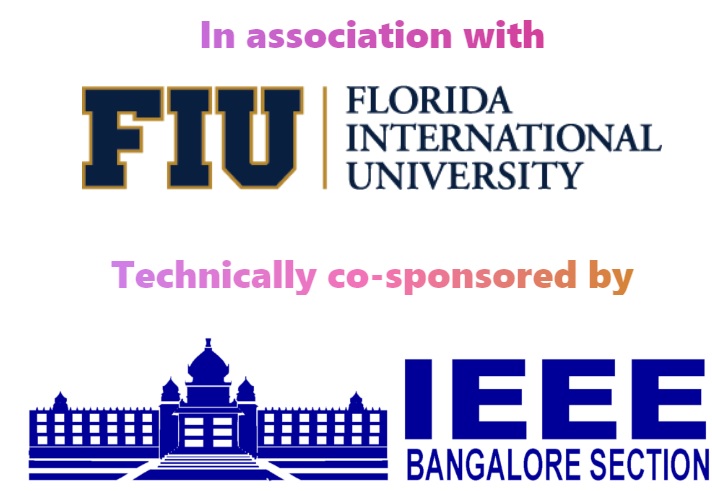 In association with
FIU
FLORIDA
INTERNATIONAL
UNIVERSITY
Technically co-sponsored by
IEEE
BANGALORE SECTION